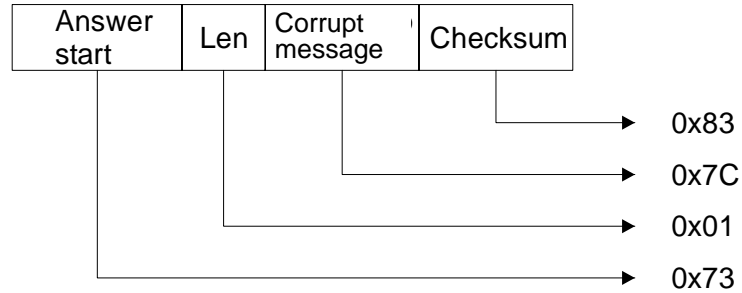 Answer
start
Len
Corrupt
message
Checksum
0x83
0x7C
0x01
0x73